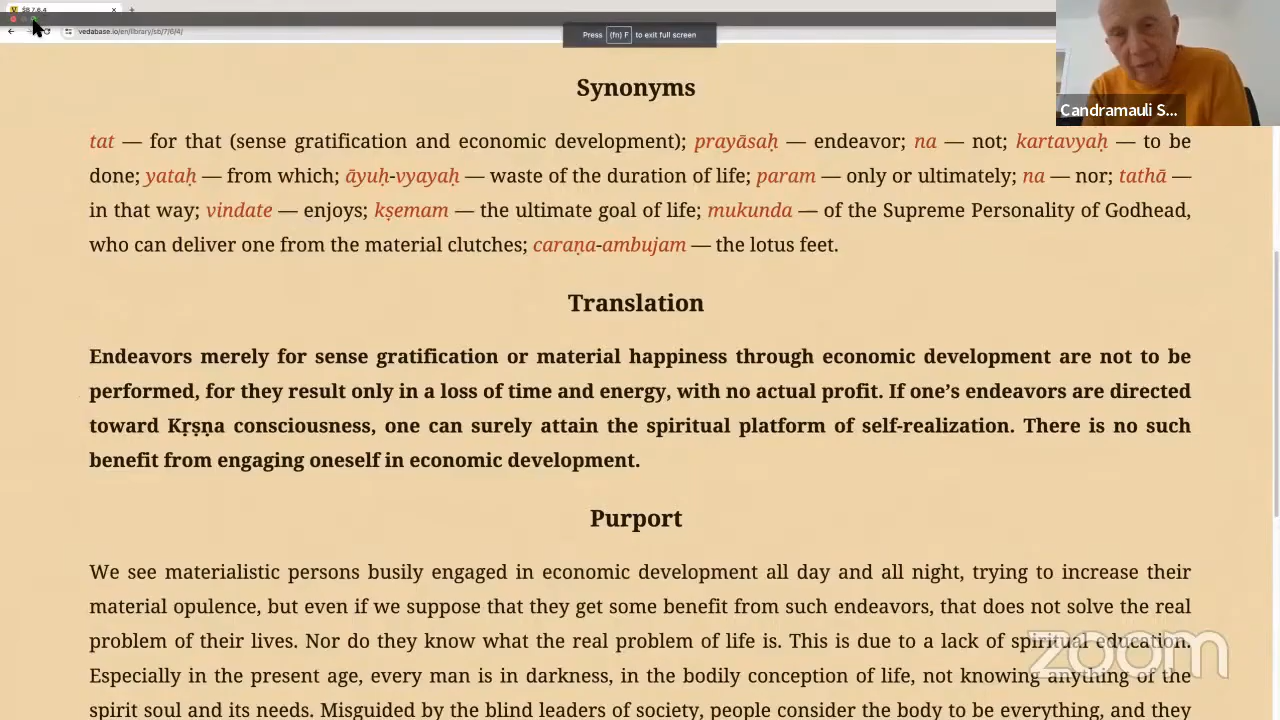 SB 7.6.4
vedabase.io/en/library/sb/7/6/4/
Press (fn) F to exit full screen
Candramauli S...
Synonyms
tat — for that (sense gratification and economic development); prayāsaḥ — endeavor; na — not; kartavyaḥ — to be
done; yataḥ — from which; āyuḥ-vyayaḥ — waste of the duration of life; param — only or ultimately; na — nor; tathā —
in that way; vindate — enjoys; kṣemam — the ultimate goal of life; mukunda — of the Supreme Personality of Godhead,
who can deliver one from the material clutches; caraṇa-ambujam — the lotus feet.
Translation
Endeavors merely for sense gratification or material happiness through economic development are not to be
performed, for they result only in a loss of time and energy, with no actual profit. If one’s endeavors are directed
toward Kṛṣṇa consciousness, one can surely attain the spiritual platform of self-realization. There is no such
benefit from engaging oneself in economic development.
Purport
We see materialistic persons busily engaged in economic development all day and all night, trying to increase their
material opulence, but even if we suppose that they get some benefit from such endeavors, that does not solve the real
problem of their lives. Nor do they know what the real problem of life is. This is due to a lack of spiritual education.
Especially in the present age, every man is in darkness, in the bodily conception of life, not knowing anything of the
spirit soul and its needs. Misguided by the blind leaders of society, people consider the body to be everything, and they
zoom